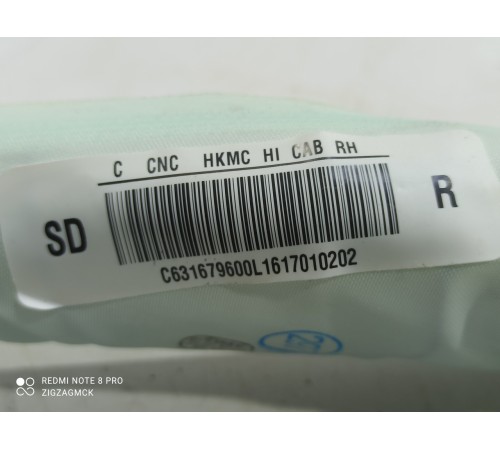 C CNC HKMC HI CAB RH
SD
R
C631679600L1617010202
REDMI NOTE 8 PRO
ZIGZAGMCK